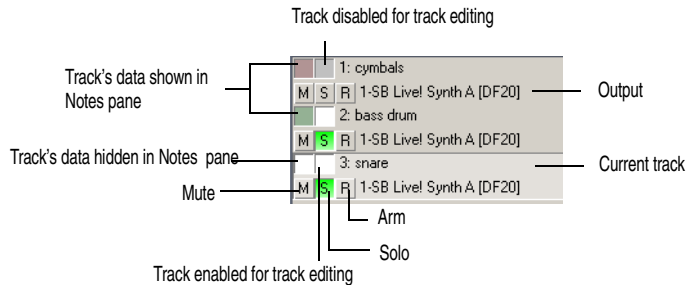 Track disabled for track editing
1: cymbals
Track's data shown in
Notes pane
M S R 1-SB Live! Synth A [DF20]
Output
2: bass drum
M S R 1-SB Live! Synth A [DF20]
Track's data hidden in Notes pane
3: snare
Current track
Mute
M S R 1-SB Live! Synth A [DF20]
Arm
Solo
Track enabled for track editing